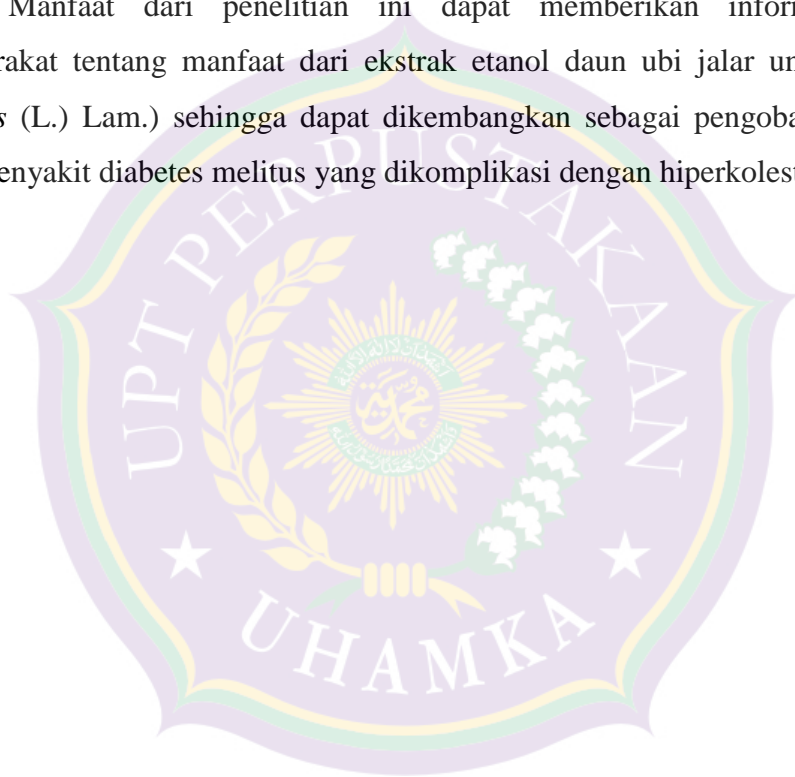 Manfaat dari penelitian ini dapat memberikan infor
rakat tentang manfaat dari ekstrak etanol daun ubi jalar un
s (L.) Lam.) sehingga dapat dikembangkan sebagai pengoba
enyakit diabetes melitus yang dikomplikasi dengan hiperkolest
UPT PERPUSTAKAAN
محمدية
UHAMKA